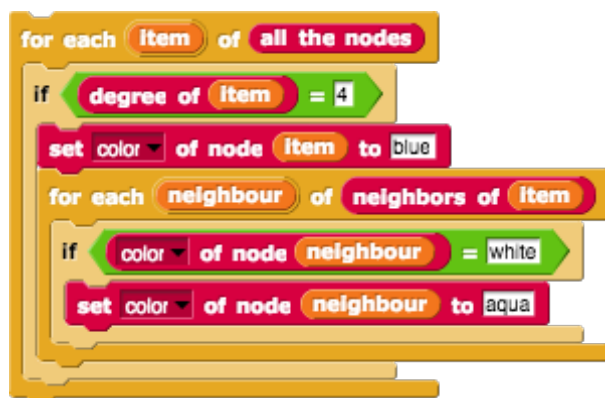 for each item of all the nodes
if degree of item = 4
set color of node item to blue
for each neighbour of neighbors of item
if color of node neighbour = white
set color of node neighbour to aqua